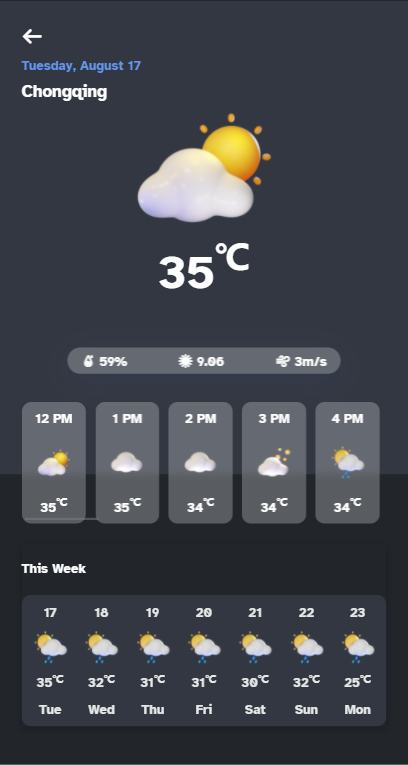 Tuesday, August 17
Chongqing
35℃
59% 9.06 3m/s
12 PM 1 PM 2 PM 3 PM 4 PM
35℃ 35℃ 34℃ 34℃ 34℃
This Week
17 18 19 20 21 22 23
35℃ 32℃ 31℃ 31℃ 30℃ 32℃ 25℃
Tue Wed Thu Fri Sat Sun Mon